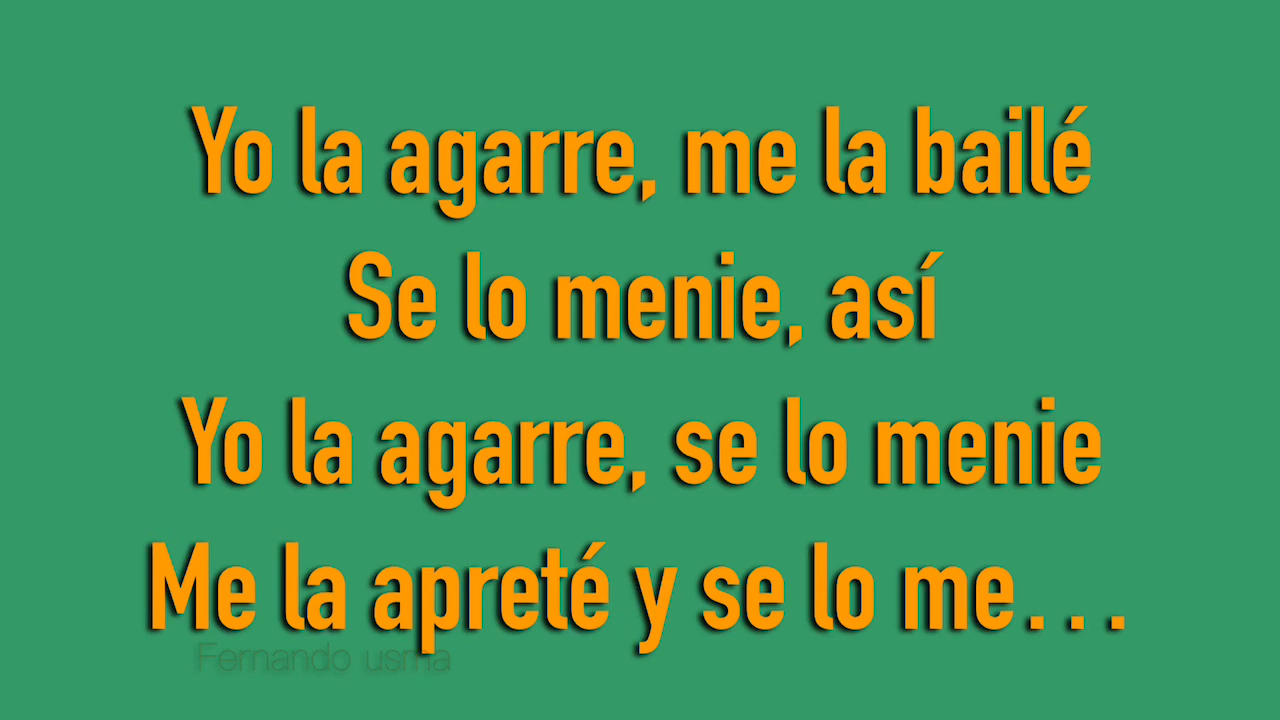 Yo la agarre, me la bailé
Se lo menie, así
Yo la agarre, se lo menie
Me la apreté y se lo me...
Fernando usma